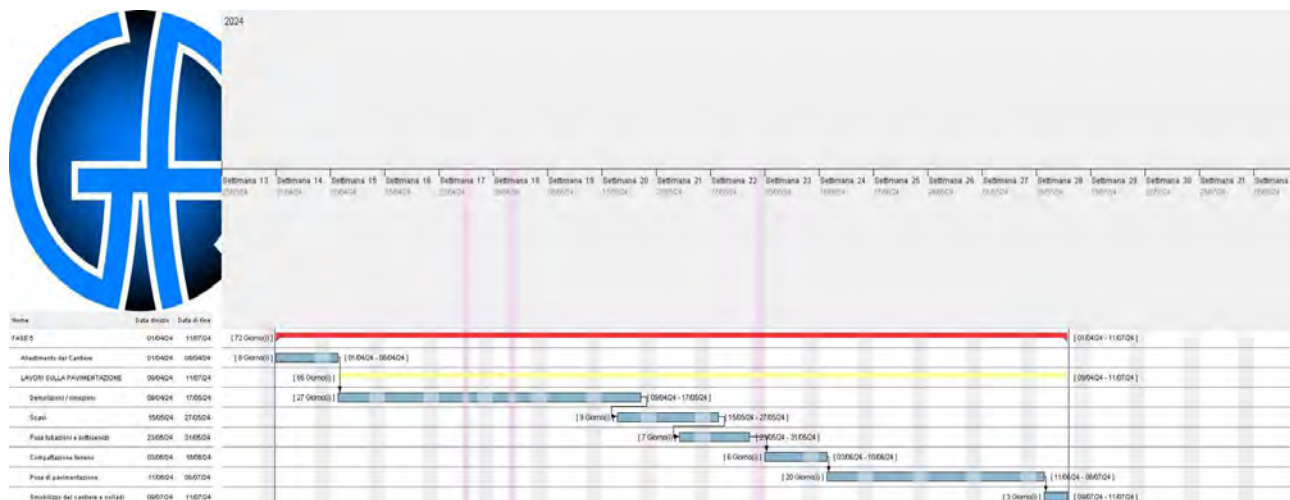 2024
Settimana 13 Settimana 14 Settimana 15 Settimana 16 Settimana 17 Settimana 18 Settimana 19 Settimana 20 Settimana 21 Settimana 22 Settimana 23 Settimana 24 Settimana 25 Settimana 26 Settimana 27 Settimana 28 Settimana 29 Settimana 30 Settimana 31 Settimana
Nome Data d'inizio Data di fine
FASE 5 01/04/24 11/07/24 [ 72 Giorno(i) ] [ 01/04/24 - 11/07/24 ]
Allestimento del Cantiere 01/04/24 08/04/24 [ 01/04/24 - 08/04/24 ]
LAVORI SULLA PAVIMENTAZIONE 09/04/24 11/07/24 [ 09/04/24 - 11/07/24 ]
Demolizioni / rimozioni 09/04/24 17/05/24 [ 27 Giorno(i) ] [ 09/04/24 - 17/05/24 ]
Scavi 15/05/24 27/05/24 [ 9 Giorno(i) ] [ 15/05/24 - 27/05/24 ]
Posa tubazioni e sottoservizi 23/05/24 31/05/24 [ 7 Giorno(i) ] [ 23/05/24 - 31/05/24 ]
Compattazione terreno 03/06/24 10/06/24 [ 6 Giorno(i) ] [ 03/06/24 - 10/06/24 ]
Posa di pavimentazione 11/06/24 08/07/24 [ 20 Giorno(i) ] [ 11/06/24 - 08/07/24 ]
Smobilizzo del cantiere e collaudi 09/07/24 11/07/24 [ 3 Giorno(i) ] [ 09/07/24 - 11/07/24 ]